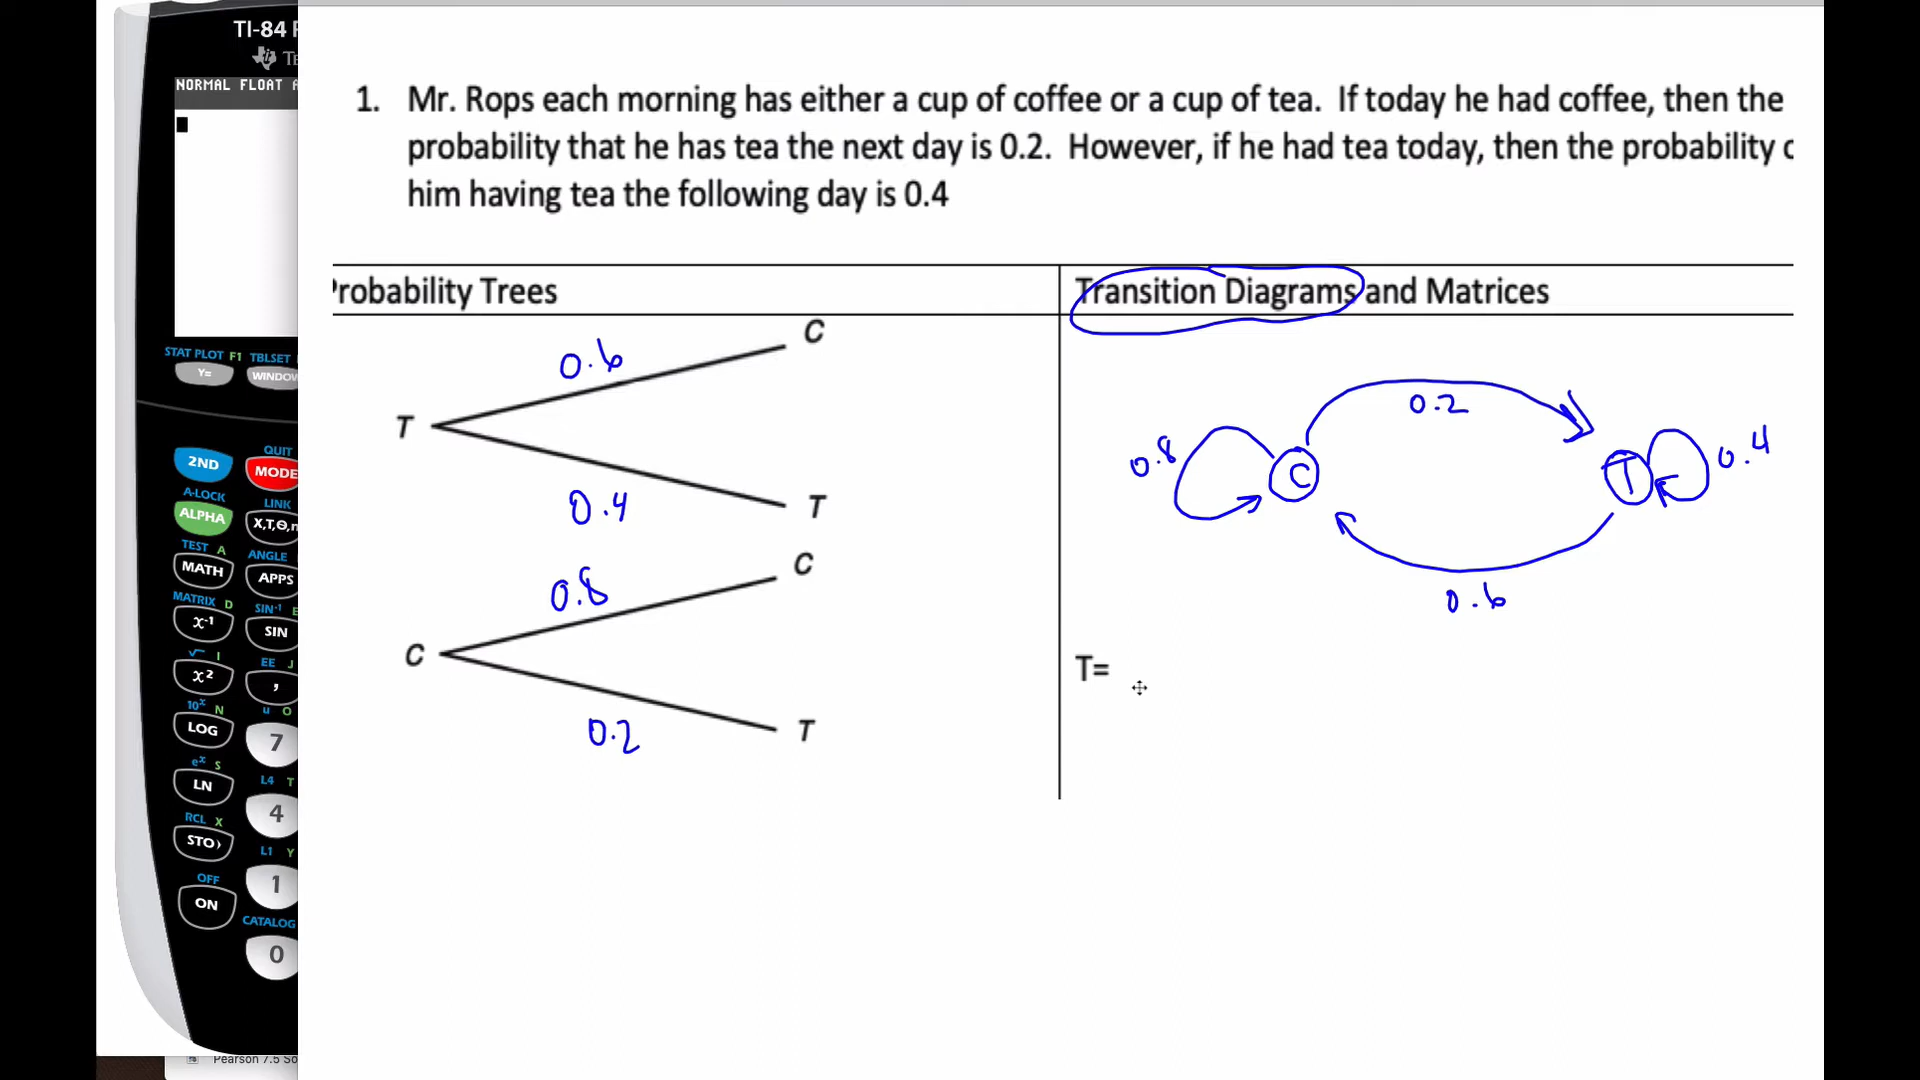 TI-84 P
TE
NORMAL FLOAT A
1. Mr. Rops each morning has either a cup of coffee or a cup of tea. If today he had coffee, then the
probability that he has tea the next day is 0.2. However, if he had tea today, then the probability
him having tea the following day is 0.4
Probability Trees
Transition Diagrams and Matrices
0.6
C
T
0.4
T
0.8
C
C
0.2
T
0.2
0.8
C
T
0.4
0.6
T=
STAT PLOT F1 TBLSET
Y= WINDOW
QUIT
2ND MODE
A-LOCK LINK
ALPHA X,T,Θ,n
TEST A ANGLE
MATH APPS
MATRIX D SIN⁻¹ E
x⁻¹ SIN
√ I EE J
x² ,
10ˣ N u O
LOG 7
eˣ S L4 T
LN 4
RCL X L1 Y
STO› 1
OFF CATALOG
ON 0
Pearson 7.5 So